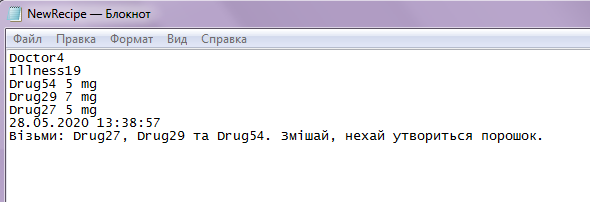 NewRecipe — Блокнот
Файл Правка Формат Вид Справка
Doctor4
Illness19
Drug54 5 mg
Drug29 7 mg
Drug27 5 mg
28.05.2020 13:38:57
Візьми: Drug27, Drug29 та Drug54. Змішай, нехай утвориться порошок.